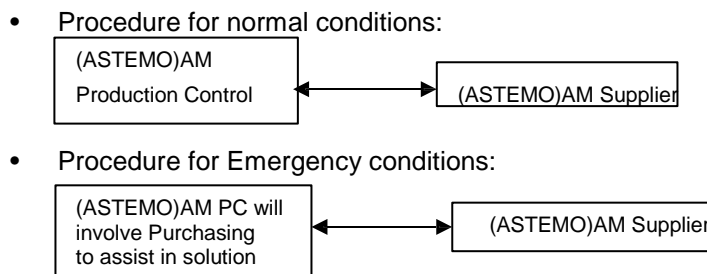 • Procedure for normal conditions:
(ASTEMO)AM
Production Control
(ASTEMO)AM Supplier
• Procedure for Emergency conditions:
(ASTEMO)AM PC will
involve Purchasing
to assist in solution
(ASTEMO)AM Supplier